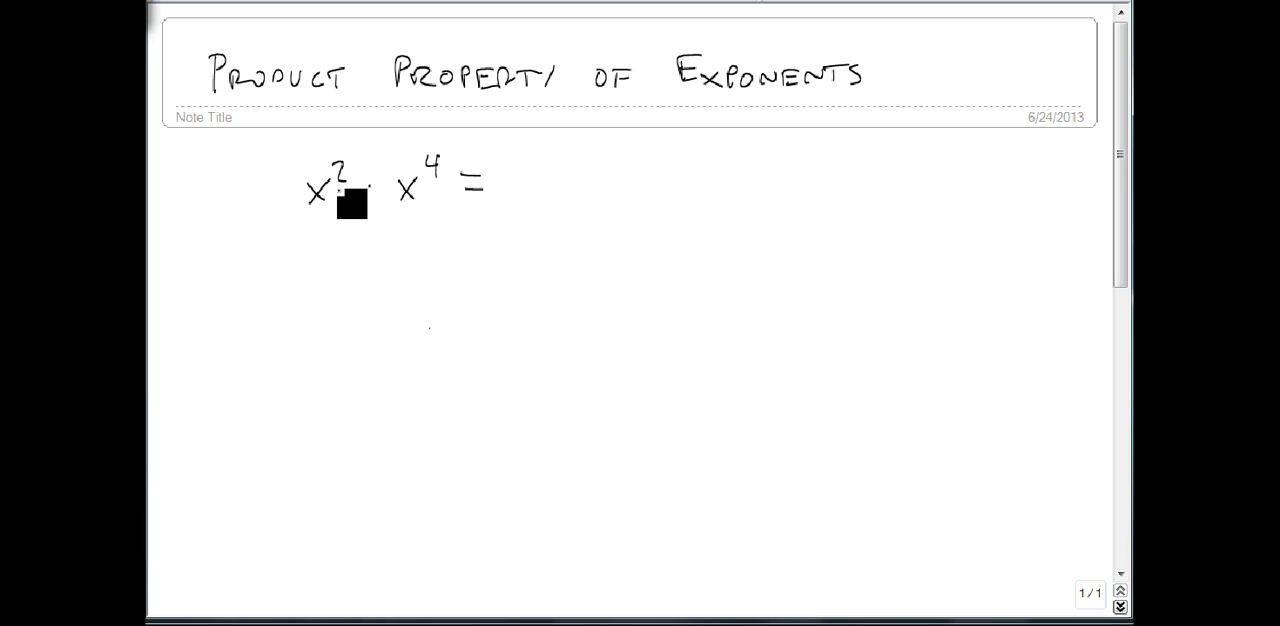 PRODUCT PROPERTY OF EXPONENTS
Note Title
6/24/2013
x² · x⁴ =
1/1